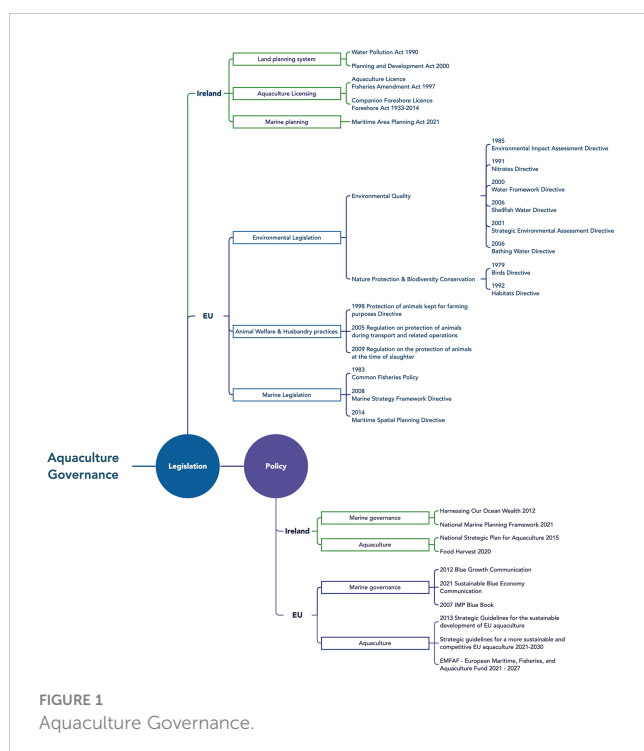 Water Pollution Act 1990
Land planning system
Planning and Development Act 2000
Ireland
Aquaculture Licence
Fisheries Amendment Act 1997
Aquaculture Licensing
Companion Foreshore Licence
Foreshore Act 1933-2014
Marine planning
Maritime Area Planning Act 2021
1985
Environmental Impact Assessment Directive
1991
Nitrates Directive
Environmental Quality
2000
Water Framework Directive
2006
Shellfish Water Directive
2001
Strategic Environmental Assessment Directive
Environmental Legislation
2006
Bathing Water Directive
Nature Protection & Biodiversity Conservation
1979
Birds Directive
1992
Habitats Directive
EU
1998 Protection of animals kept for farming
purposes Directive
Animal Welfare & Husbandry practices
2005 Regulation on protection of animals
during transport and related operations
2009 Regulation on the protection of animals
at the time of slaughter
1983
Common Fisheries Policy
Marine Legislation
2008
Marine Strategy Framework Directive
2014
Maritime Spatial Planning Directive
Aquaculture
Governance
Legislation
Policy
Harnessing Our Ocean Wealth 2012
Marine governance
National Marine Planning Framework 2021
Ireland
National Strategic Plan for Aquaculture 2015
Aquaculture
Food Harvest 2020
2012 Blue Growth Communication
Marine governance
2021 Sustainable Blue Economy
Communication
2007 IMP Blue Book
EU
2013 Strategic Guidelines for the sustainable
development of EU aquaculture
Aquaculture
Strategic guidelines for a more sustainable and
competitive EU aquaculture 2021-2030
EMFAF - European Maritime, Fisheries, and
Aquaculture Fund 2021 - 2027
FIGURE 1
Aquaculture Governance.